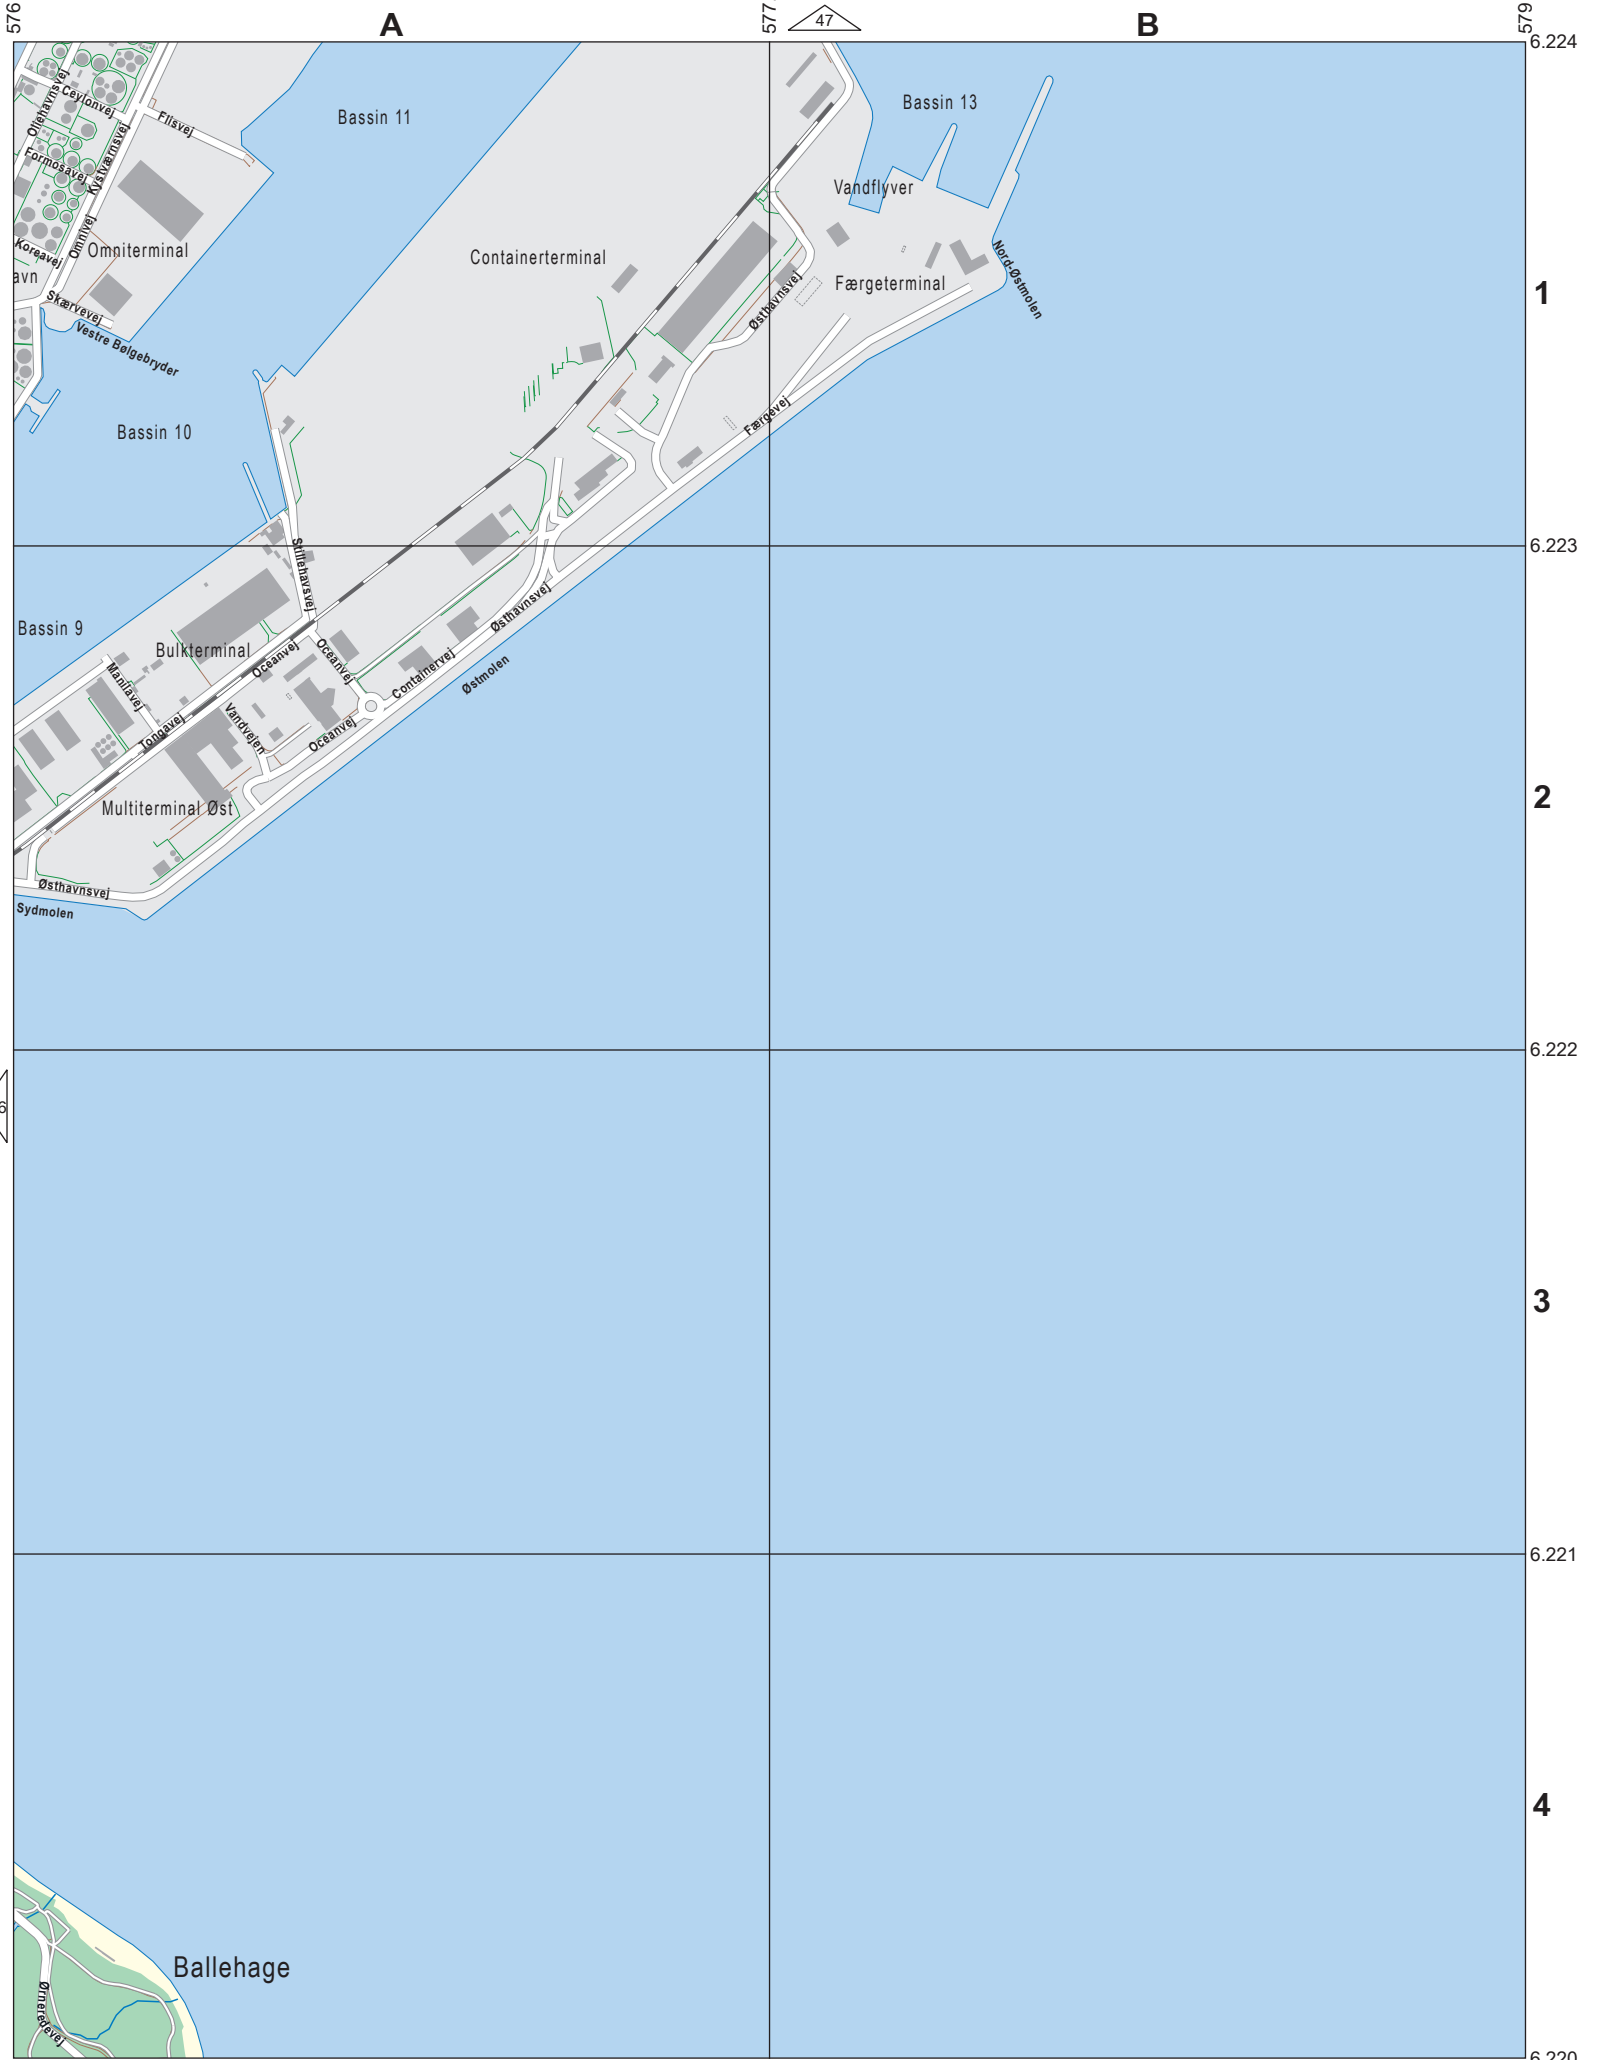 576
A
577
47
B
579
6.224
Oliehavnsvej
Ceylonvej
Flisvej
Bassin 11
Bassin 13
Formosavej
Kystværnsvej
Vandflyver
Omnivej
Omniterminal
Koreavej
avn
Containerterminal
Østhavnsvej
Færgeterminal
Nord-Østmolen
1
Skærvevej
Vestre Bølgebryder
Bassin 10
Færgevej
6.223
Stillehavsvej
Bassin 9
Bulkterminal
Østhavnsvej
Oceanvej
Oceanvej
Manilavej
Containervej
Østmolen
Tongavej
Vandvejen
Oceanvej
Multiterminal Øst
2
Østhavnsvej
Sydmolen
6.222
3
6.221
4
Ballehage
Ørneredevej
6.220